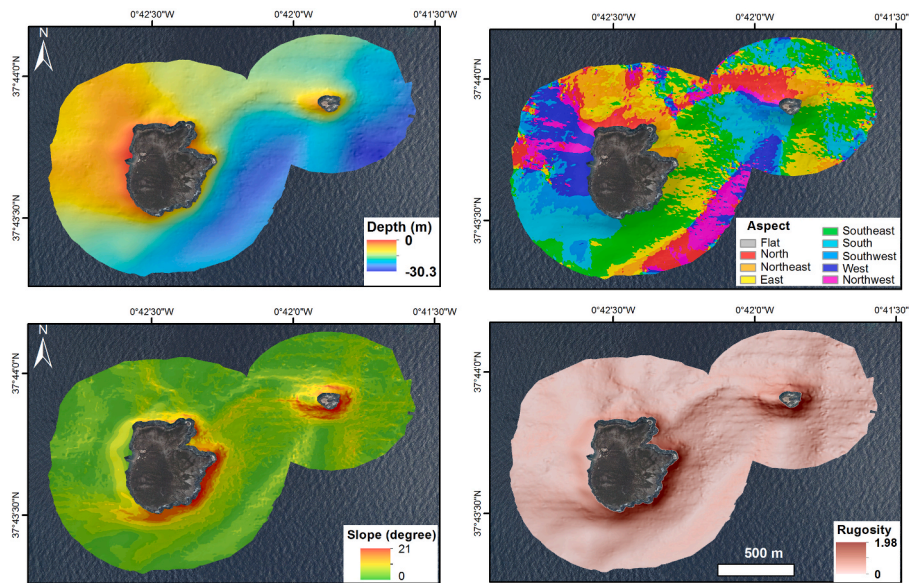 0°42'30"W
0°42'0"W
0°41'30"W
0°42'30"W
0°42'0"W
0°41'30"W
N
37°44'0"N
37°43'30"N
Depth (m)
0
-30.3
37°44'0"N
37°43'30"N
Aspect
Flat
North
Northeast
East
Southeast
South
Southwest
West
Northwest
0°42'30"W
0°42'0"W
0°41'30"W
0°42'30"W
0°42'0"W
0°41'30"W
N
37°44'0"N
37°43'30"N
Slope (degree)
21
0
37°44'0"N
37°43'30"N
500 m
Rugosity
1.98
0